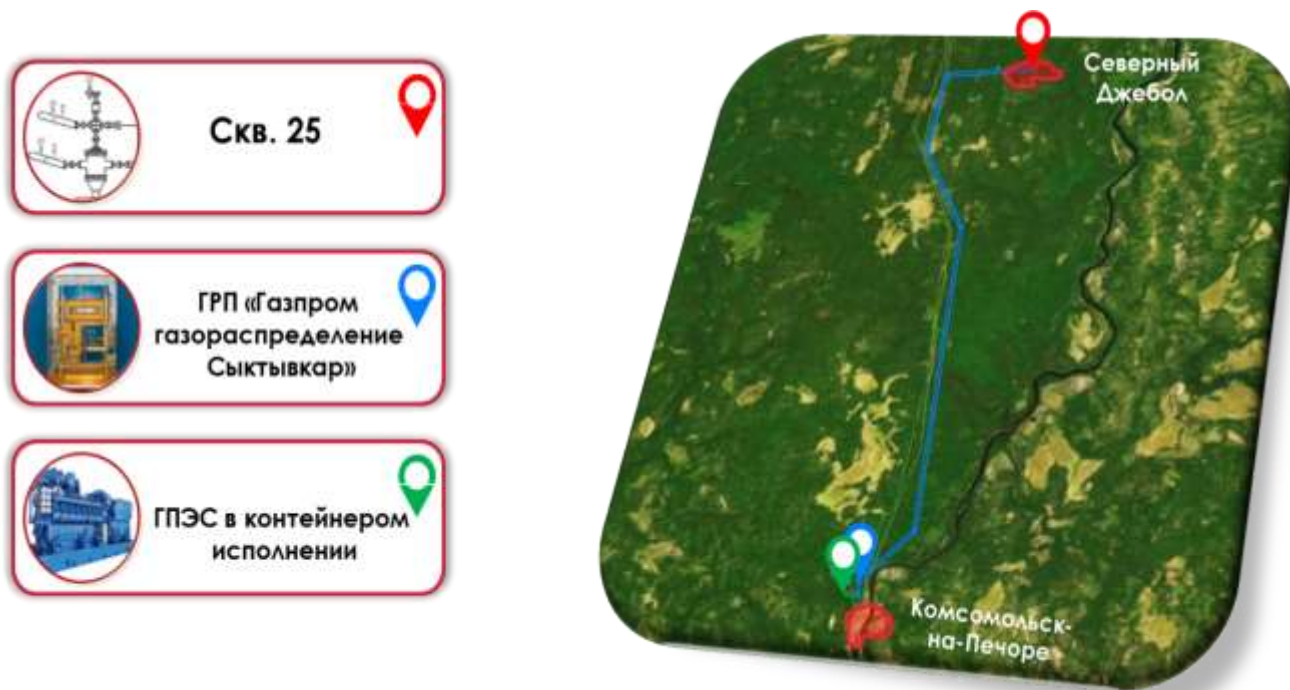 Скв. 25
ГРП «Газпром
газораспределение
Сыктывкар»
ГПЭС в контейнером
исполнении
Северный
Джебол
Комсомольск-
на-Печоре